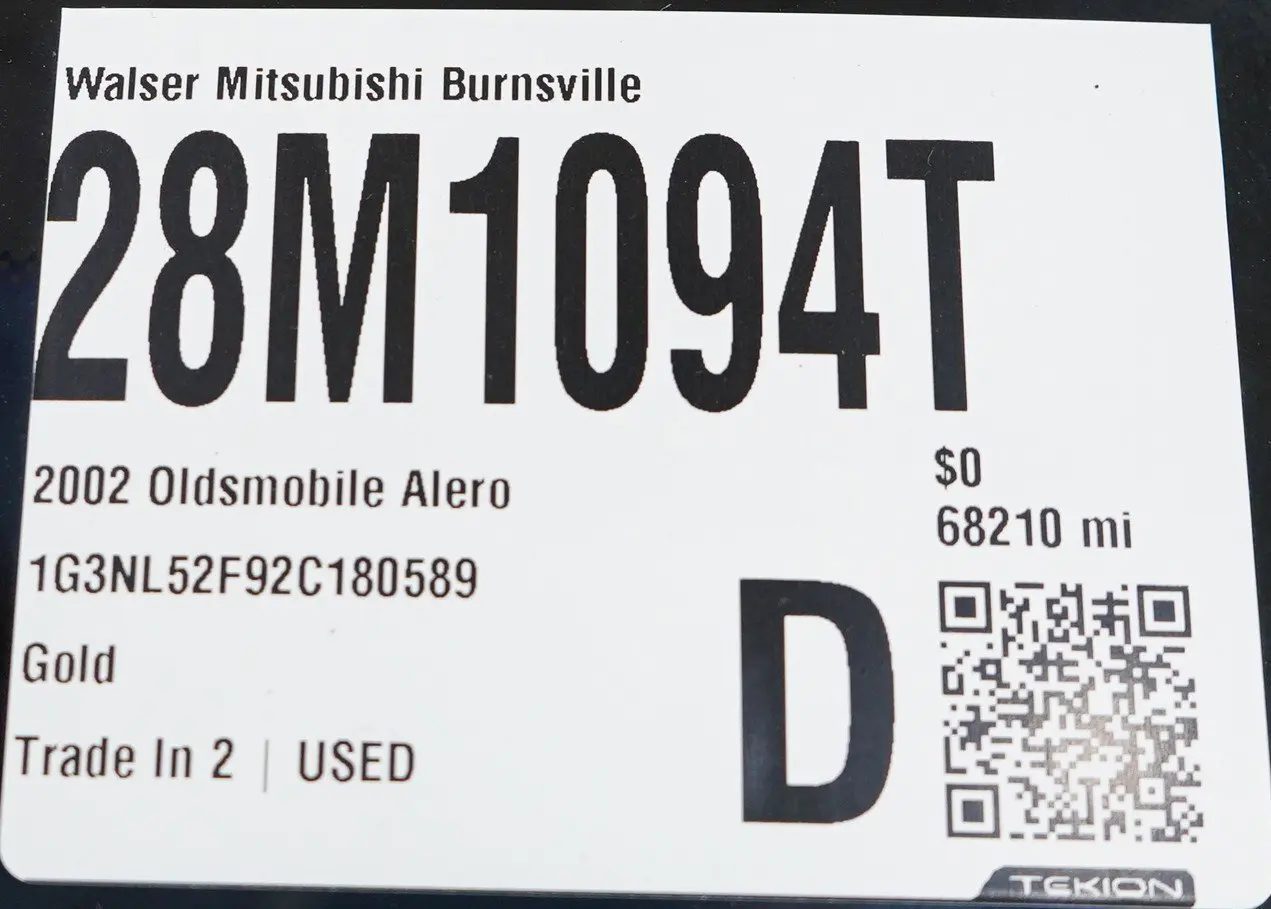 Walser Mitsubishi Burnsville
28M1094T
2002 Oldsmobile Alero
$0
68210 mi
1G3NL52F92C180589
Gold
D
Trade In 2 | USED
TEKION